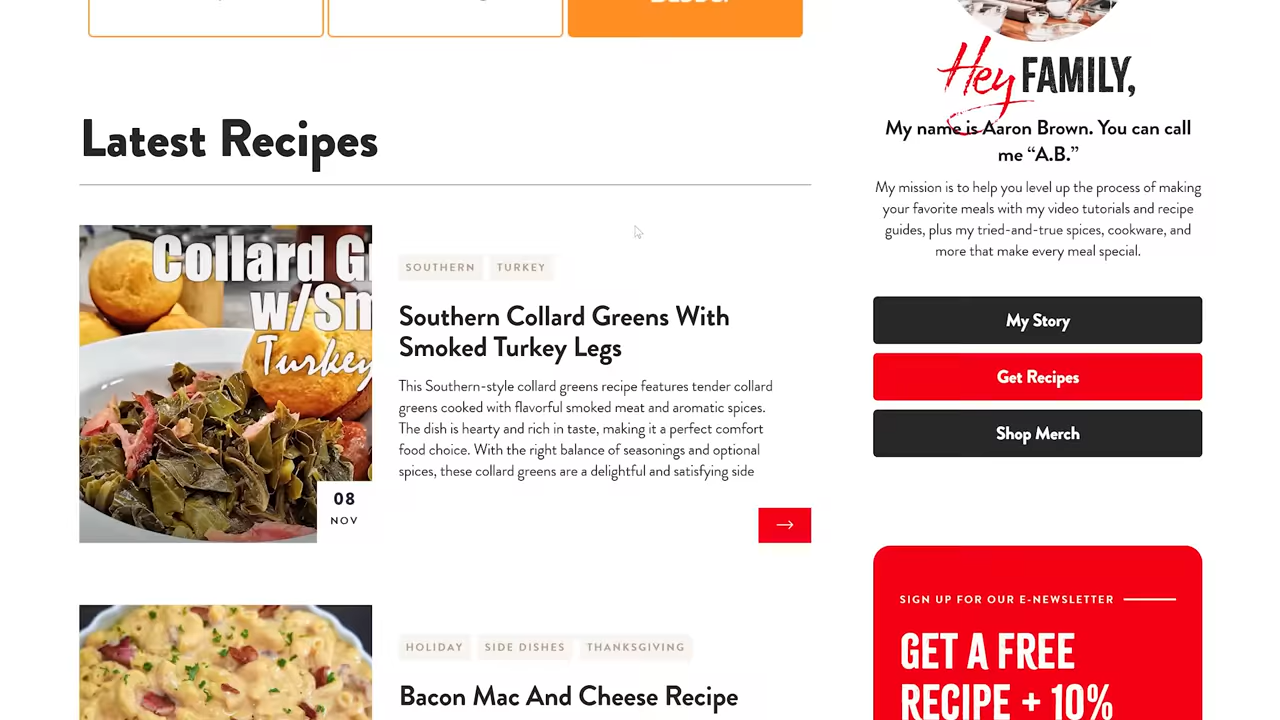 Latest Recipes
Collard G
w/Sm
Turkey
08
NOV
SOUTHERN TURKEY
Southern Collard Greens With
Smoked Turkey Legs
This Southern-style collard greens recipe features tender collard
greens cooked with flavorful smoked meat and aromatic spices.
The dish is hearty and rich in taste, making it a perfect comfort
food choice. With the right balance of seasonings and optional
spices, these collard greens are a delightful and satisfying side
→
HOLIDAY SIDE DISHES THANKSGIVING
Bacon Mac And Cheese Recipe
Hey FAMILY,
My name is Aaron Brown. You can call
me “A.B.”
My mission is to help you level up the process of making
your favorite meals with my video tutorials and recipe
guides, plus my tried-and-true spices, cookware, and
more that make every meal special.
My Story
Get Recipes
Shop Merch
SIGN UP FOR OUR E-NEWSLETTER
GET A FREE
RECIPE + 10%